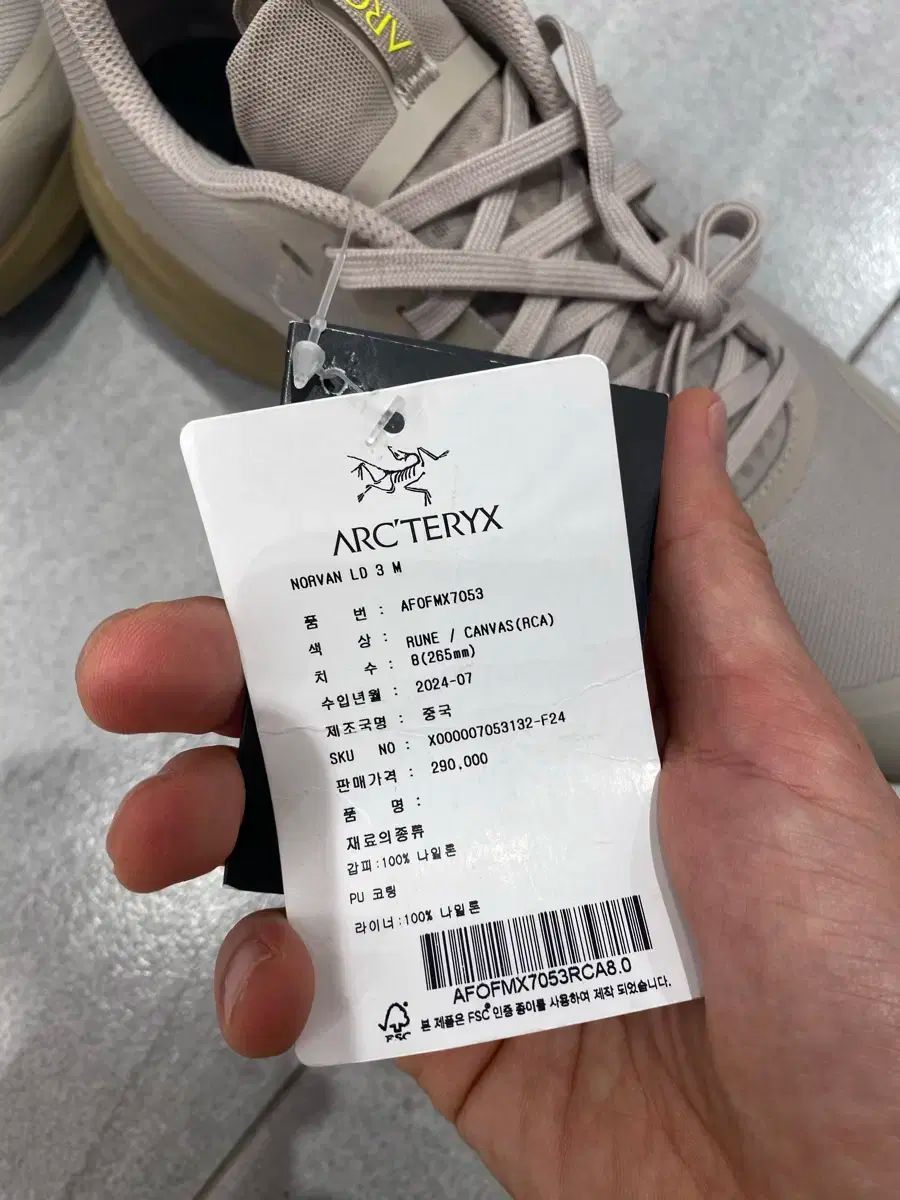 ARC
ARC'TERYX
NORVAN LD 3 M
품 번 : AFOFMX7053
색 상 : RUNE / CANVAS(RCA)
치 수 : 8(265mm)
수입년월 : 2024-07
제조국명 : 중국
SKU NO : X000007053132-F24
판매가격 : 290,000
품 명 :
재료의종류
갑피:100% 나일론
PU 코팅
라이너:100% 나일론
AFOFMX7053RCA8.0
FSC
본 제품은 FSC® 인증 종이를 사용하여 제작 되었습니다.